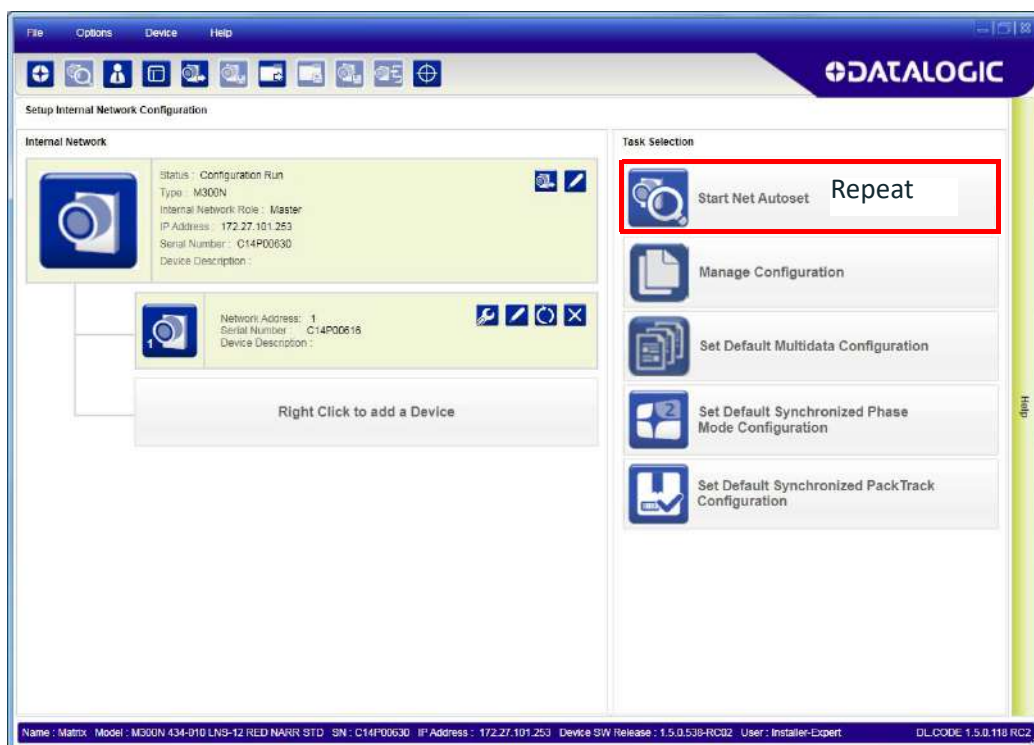 File Options Device Help
DATALOGIC
Setup Internal Network Configuration
Internal Network
Status : Configuration Run
Type : M300N
Internal Network Role : Master
IP Address : 172.27.101.253
Serial Number : C14P00630
Device Description :
1
Network Address: 1
Serial Number : C14P00616
Device Description :
Right Click to add a Device
Task Selection
Start Net Autoset Repeat
Manage Configuration
Set Default Multidata Configuration
2
Set Default Synchronized Phase
Mode Configuration
Set Default Synchronized PackTrack
Configuration
Help
Name : Matrix Model : M300N 434-010 LNS-12 RED NARR STD SN : C14P00630 IP Address : 172.27.101.253 Device SW Release : 1.5.0.538-RC02 User : Installer-Expert DL.CODE 1.5.0.118 RC2